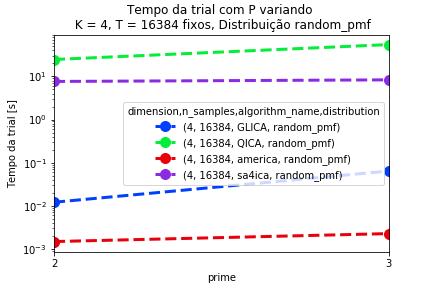 Tempo da trial com P variando
K = 4, T = 16384 fixos, Distribuição random_pmf
Tempo da trial [s]
10¹
10⁰
10⁻¹
10⁻²
10⁻³
dimension,n_samples,algorithm_name,distribution
(4, 16384, GLICA, random_pmf)
(4, 16384, QICA, random_pmf)
(4, 16384, america, random_pmf)
(4, 16384, sa4ica, random_pmf)
2
3
prime